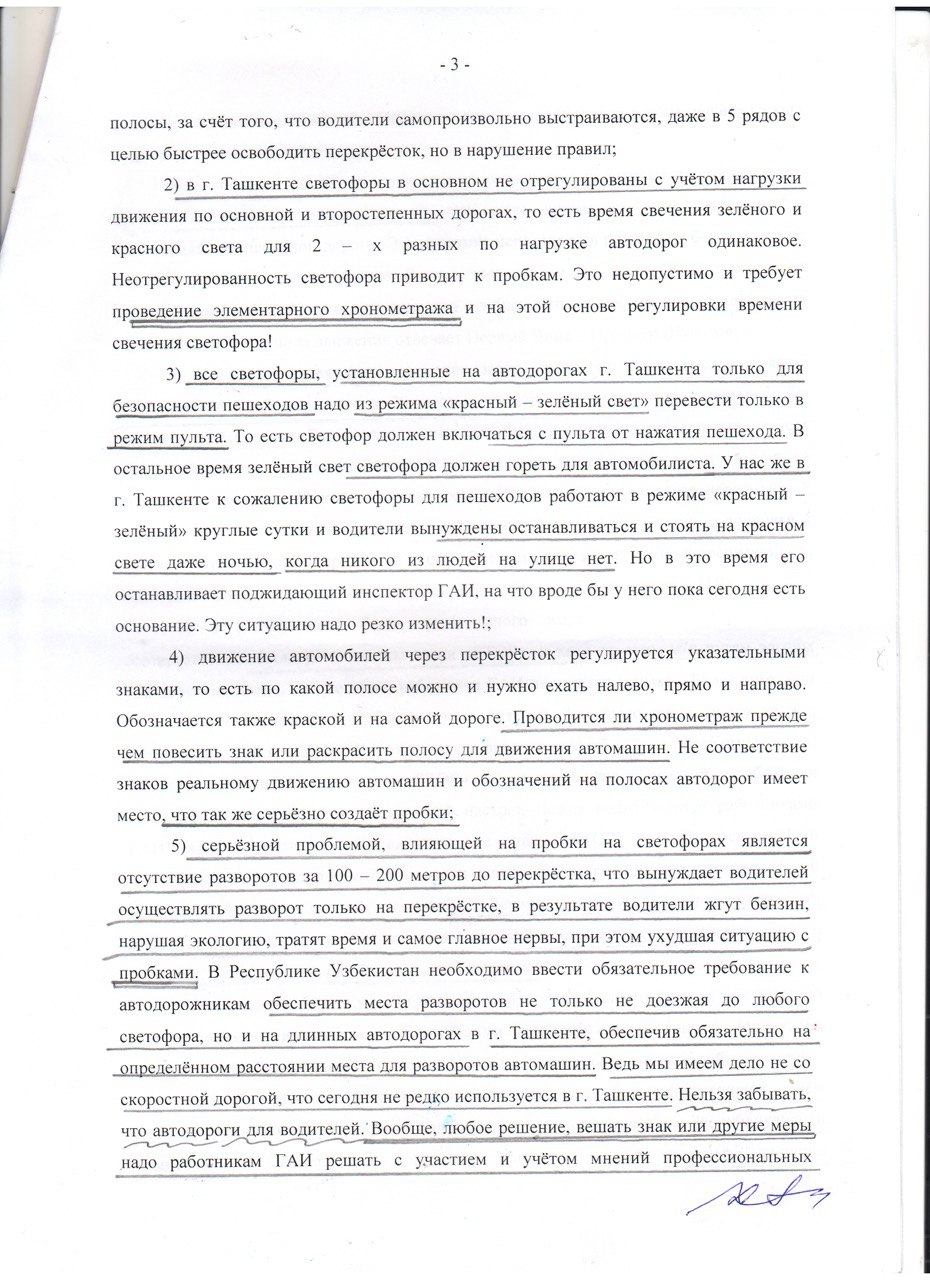 - 3 -
полосы, за счёт того, что водители самопроизвольно выстраиваются, даже в 5 рядов с
целью быстрее освободить перекрёсток, но в нарушение правил;
2) в г. Ташкенте светофоры в основном не отрегулированы с учётом нагрузки
движения по основной и второстепенных дорогах, то есть время свечения зелёного и
красного света для 2 – х разных по нагрузке автодорог одинаковое.
Неотрегулированность светофора приводит к пробкам. Это недопустимо и требует
проведение элементарного хронометража и на этой основе регулировки времени
свечения светофора!
3) все светофоры, установленные на автодорогах г. Ташкента только для
безопасности пешеходов надо из режима «красный – зелёный свет» перевести только в
режим пульта. То есть светофор должен включаться с пульта от нажатия пешехода. В
остальное время зелёный свет светофора должен гореть для автомобилиста. У нас же в
г. Ташкенте к сожалению светофоры для пешеходов работают в режиме «красный –
зелёный» круглые сутки и водители вынуждены останавливаться и стоять на красном
свете даже ночью, когда никого из людей на улице нет. Но в это время его
останавливает поджидающий инспектор ГАИ, на что вроде бы у него пока сегодня есть
основание. Эту ситуацию надо резко изменить!;
4) движение автомобилей через перекрёсток регулируется указательными
знаками, то есть по какой полосе можно и нужно ехать налево, прямо и направо.
Обозначается также краской и на самой дороге. Проводится ли хронометраж прежде
чем повесить знак или раскрасить полосу для движения автомашин. Не соответствие
знаков реальному движению автомашин и обозначений на полосах автодорог имеет
место, что так же серьёзно создаёт пробки;
5) серьёзной проблемой, влияющей на пробки на светофорах является
отсутствие разворотов за 100 – 200 метров до перекрёстка, что вынуждает водителей
осуществлять разворот только на перекрёстке, в результате водители жгут бензин,
нарушая экологию, тратят время и самое главное нервы, при этом ухудшая ситуацию с
пробками. В Республике Узбекистан необходимо ввести обязательное требование к
автодорожникам обеспечить места разворотов не только не доезжая до любого
светофора, но и на длинных автодорогах в г. Ташкенте, обеспечив обязательно на
определённом расстоянии места для разворотов автомашин. Ведь мы имеем дело не со
скоростной дорогой, что сегодня не редко используется в г. Ташкенте. Нельзя забывать,
что автодороги для водителей. Вообще, любое решение, вешать знак или другие меры
надо работникам ГАИ решать с участием и учётом мнений профессиональных